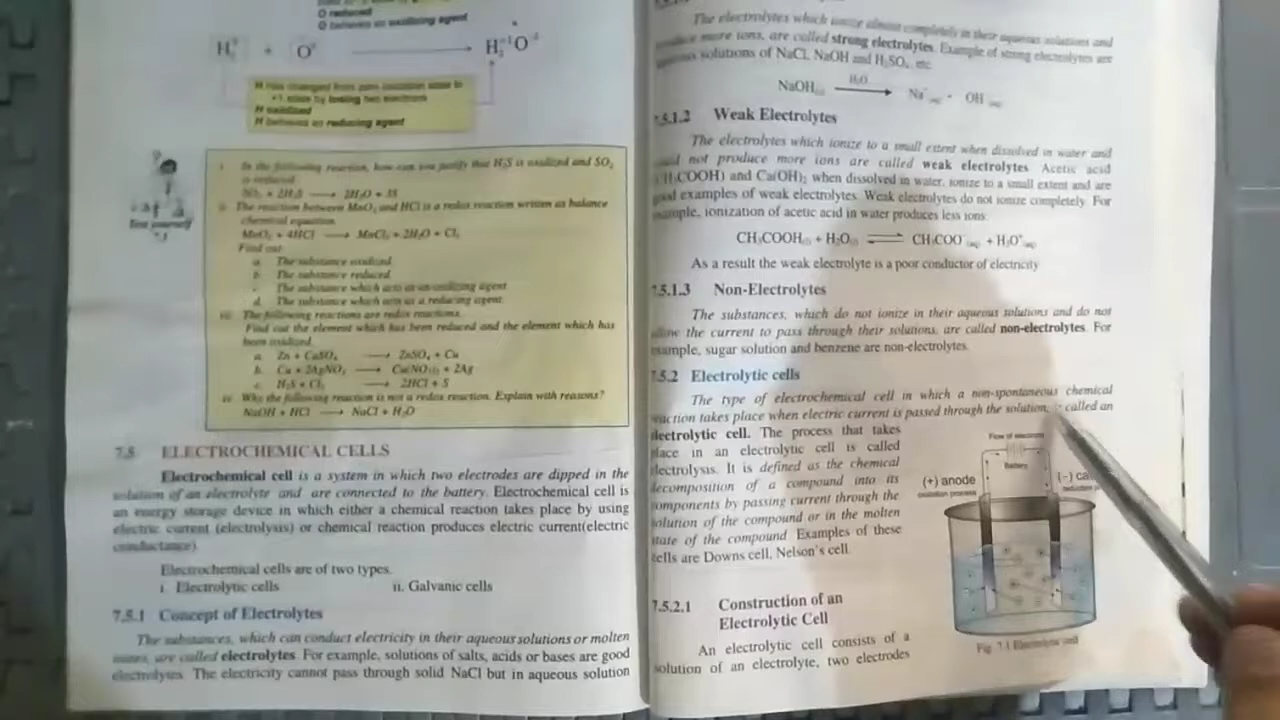 O reduced
O behaves as oxidizing agent
H has changed from zero oxidation state to
+1 state by losing two electrons
H oxidized
H behaves as reducing agent
In the following reaction, how can you justify that H₂S is oxidized and SO₂
is reduced.
SO₂ + 2H₂S ⟶ 2H₂O + 3S
The reaction between MnO₂ and HCl is a redox reaction written as balance
chemical equation.
MnO₂ + 4HCl ⟶ MnCl₂ + 2H₂O + Cl₂
Find out:
a. The substance oxidized
b. The substance reduced
c. The substance which acts as an oxidizing agent
d. The substance which acts as a reducing agent
iii. The following reactions are redox reactions.
Find out the element which has been reduced and the element which has
been oxidized.
a. Zn + CuSO₄ ⟶ ZnSO₄ + Cu
b. Cu + 2AgNO₃ ⟶ Cu(NO₃)₂ + 2Ag
c. H₂S + Cl₂ ⟶ 2HCl + S
iv. Why the following reaction is not a redox reaction. Explain with reasons?
NaOH + HCl ⟶ NaCl + H₂O
Test yourself
7.5 ELECTROCHEMICAL CELLS
Electrochemical cell is a system in which two electrodes are dipped in the
solution of an electrolyte and are connected to the battery. Electrochemical cell is
an energy storage device in which either a chemical reaction takes place by using
electric current (electrolysis) or chemical reaction produces electric current(electric
conductance).
Electrochemical cells are of two types.
i. Electrolytic cells ii. Galvanic cells
7.5.1 Concept of Electrolytes
The substances, which can conduct electricity in their aqueous solutions or molten
states, are called electrolytes. For example, solutions of salts, acids or bases are good
electrolytes. The electricity cannot pass through solid NaCl but in aqueous solution
The electrolytes which ionize almost completely in their aqueous solutions and
more ions, are called strong electrolytes. Example of strong electrolytes are
solutions of NaCl, NaOH and H₂SO₄ etc.
NaOH H₂O ⟶ Na⁺(aq) + OH⁻(aq)
7.5.1.2 Weak Electrolytes
The electrolytes which ionize to a small extent when dissolved in water and
not produce more ions are called weak electrolytes. Acetic acid
(CH₃COOH) and Ca(OH)₂ when dissolved in water, ionize to a small extent and are
good examples of weak electrolytes. Weak electrolytes do not ionize completely. For
example, ionization of acetic acid in water produces less ions.
CH₃COOH(l) + H₂O(l) ⇌ CH₃COO⁻(aq) + H₃O⁺(aq)
As a result the weak electrolyte is a poor conductor of electricity
7.5.1.3 Non-Electrolytes
The substances, which do not ionize in their aqueous solutions and do not
allow the current to pass through their solutions, are called non-electrolytes. For
example, sugar solution and benzene are non-electrolytes.
7.5.2 Electrolytic cells
The type of electrochemical cell in which a non-spontaneous chemical
reaction takes place when electric current is passed through the solution, is called an
electrolytic cell. The process that takes
place in an electrolytic cell is called
electrolysis. It is defined as the chemical
decomposition of a compound into its
components by passing current through the
solution of the compound or in the molten
state of the compound. Examples of these
cells are Downs cell, Nelson's cell.
Flow of electrons
Battery
(+) anode
oxidation process
(-) ca
Fig 7.1 Electrolytic cell
7.5.2.1 Construction of an
Electrolytic Cell
An electrolytic cell consists of a
solution of an electrolyte, two electrodes